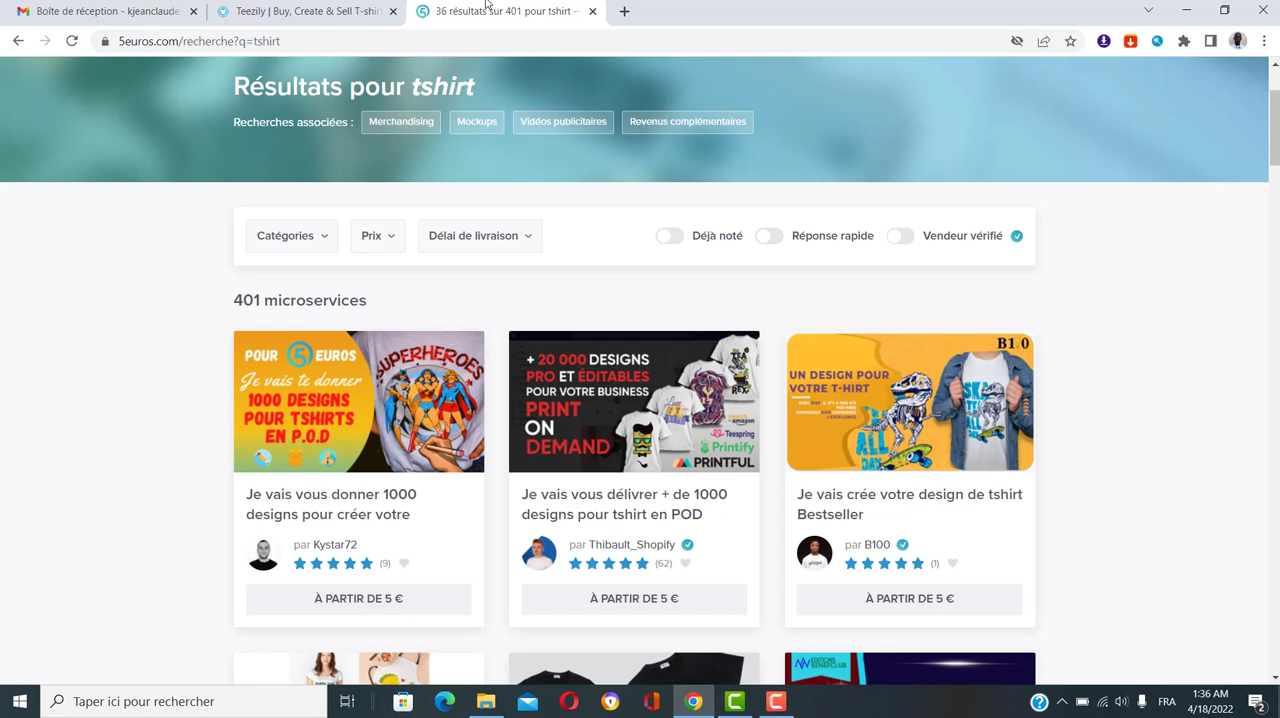 Boîte de réception - kjeanclaude
Teezily | Buy, Create & Sell T-shirt
36 résultats sur 401 pour tshirt –
5euros.com/recherche?q=tshirt
Résultats pour tshirt
Recherches associées : Merchandising Mockups Vidéos publicitaires Revenus complémentaires
Catégories Prix Délai de livraison Déjà noté Réponse rapide Vendeur vérifié
401 microservices
POUR 5 EUROS
Je vais te donner
1000 DESIGNS
POUR TSHIRTS
EN P.O.D
SUPERHEROES
+ 20 000 DESIGNS
PRO ET ÉDITABLES
POUR VOTRE BUSINESS
PRINT
ON
DEMAND
amazon
Teespring
Printify
PRINTFUL
B1 0
UN DESIGN POUR
VOTRE T-HIRT
Je vais vous donner 1000
designs pour créer votre
par Kystar72
(9)
À PARTIR DE 5 €
Je vais vous délivrer + de 1000
designs pour tshirt en POD
par Thibault_Shopify
(62)
À PARTIR DE 5 €
Je vais crée votre design de tshirt
Bestseller
par B100
(1)
À PARTIR DE 5 €
EDITIONS
BENEFCLUB
Taper ici pour rechercher
FRA
1:36 AM
4/18/2022
2